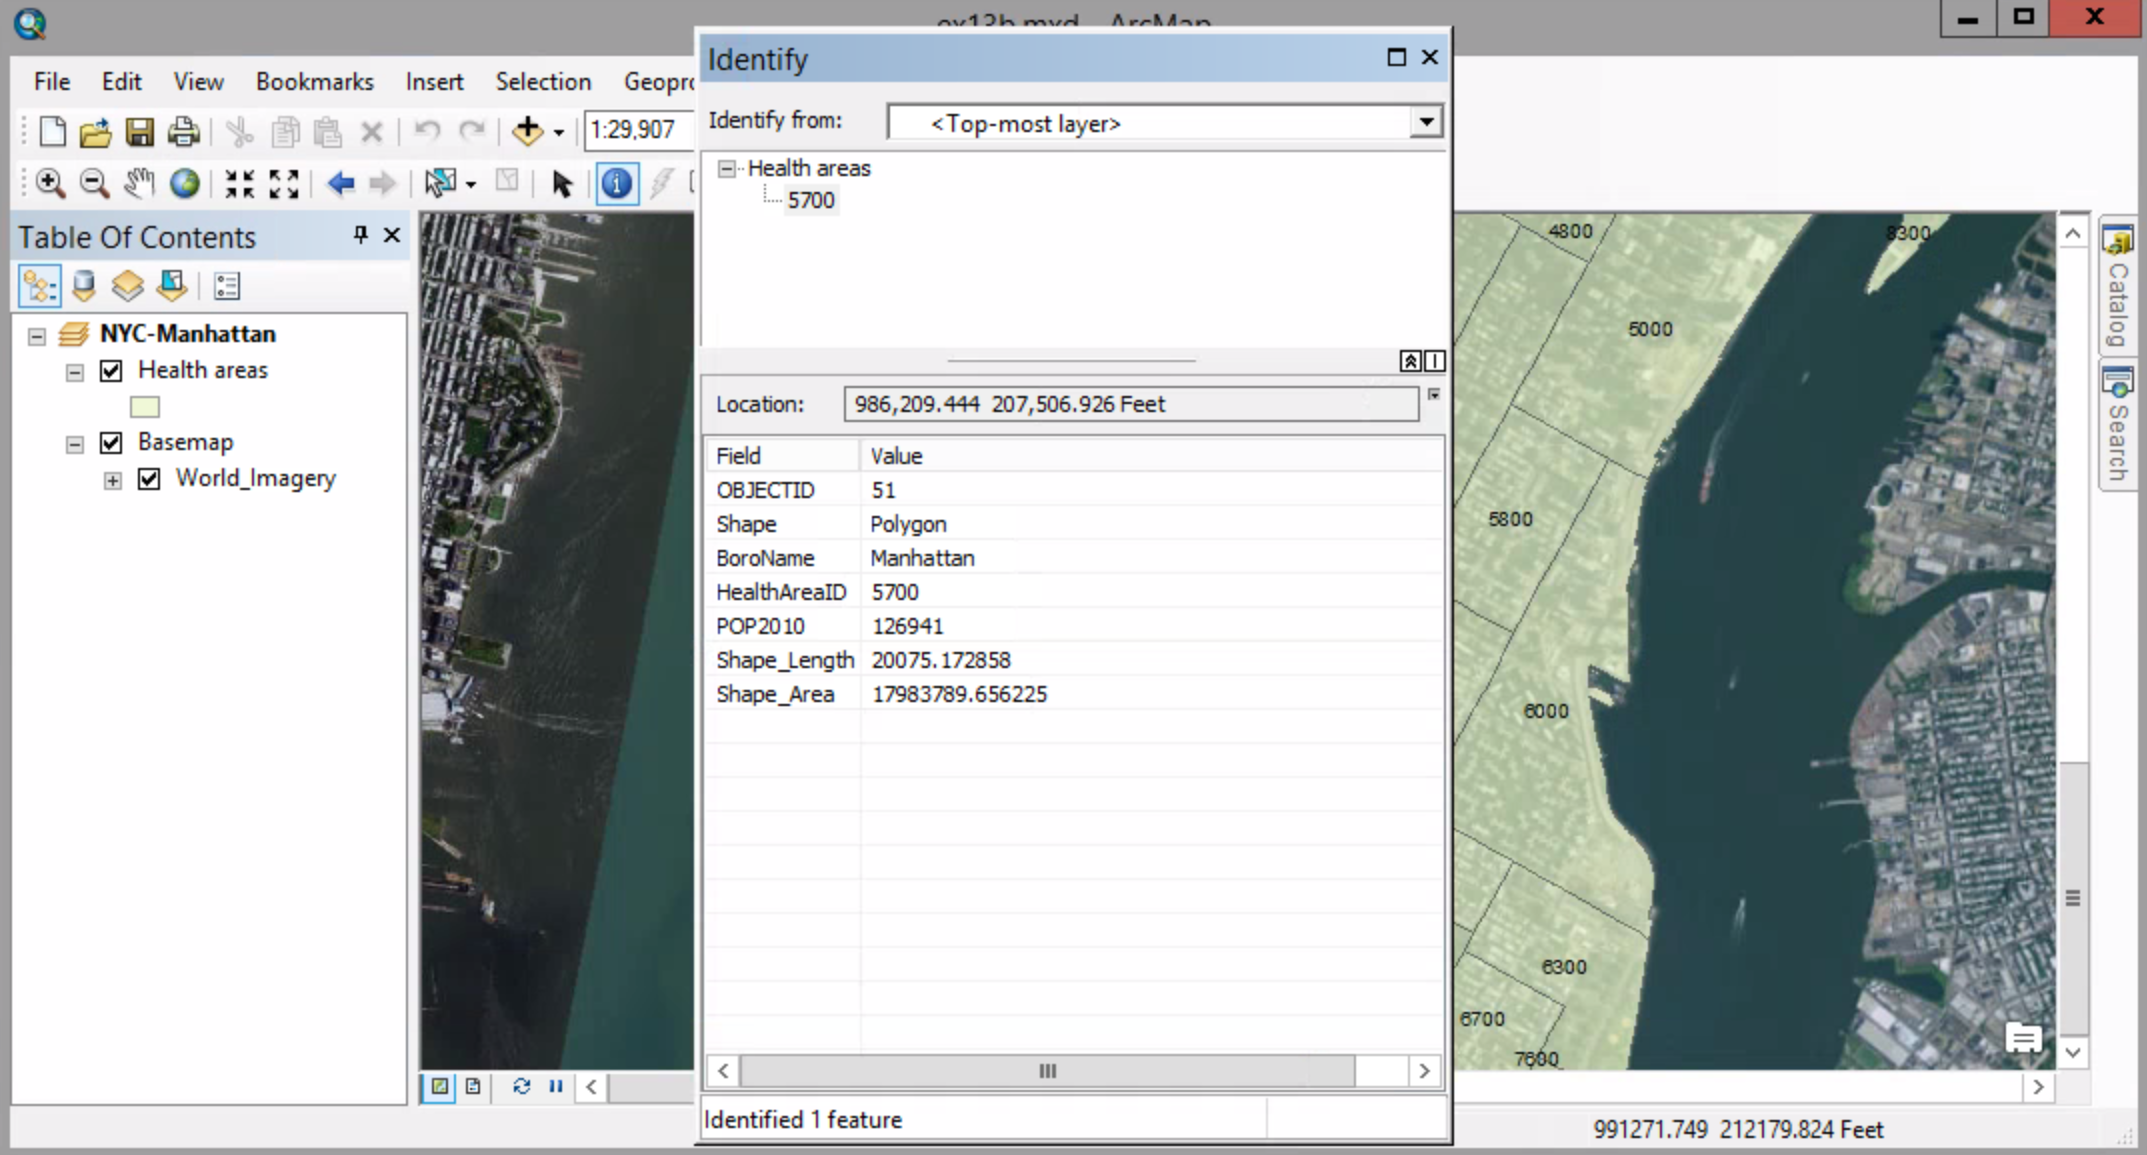 ex13b.mxd - ArcMap
Identify
File Edit View Bookmarks Insert Selection Geopro
Identify from: <Top-most layer>
1:29,907
Health areas
5700
Table Of Contents
NYC-Manhattan
Health areas
Basemap
World_Imagery
Location: 986,209.444 207,506.926 Feet
Field Value
OBJECTID 51
Shape Polygon
BoroName Manhattan
HealthAreaID 5700
POP2010 126941
Shape_Length 20075.172858
Shape_Area 17983789.656225
Identified 1 feature
4800
8300
5000
5800
6000
6300
6700
Catalog
Search
991271.749 212179.824 Feet